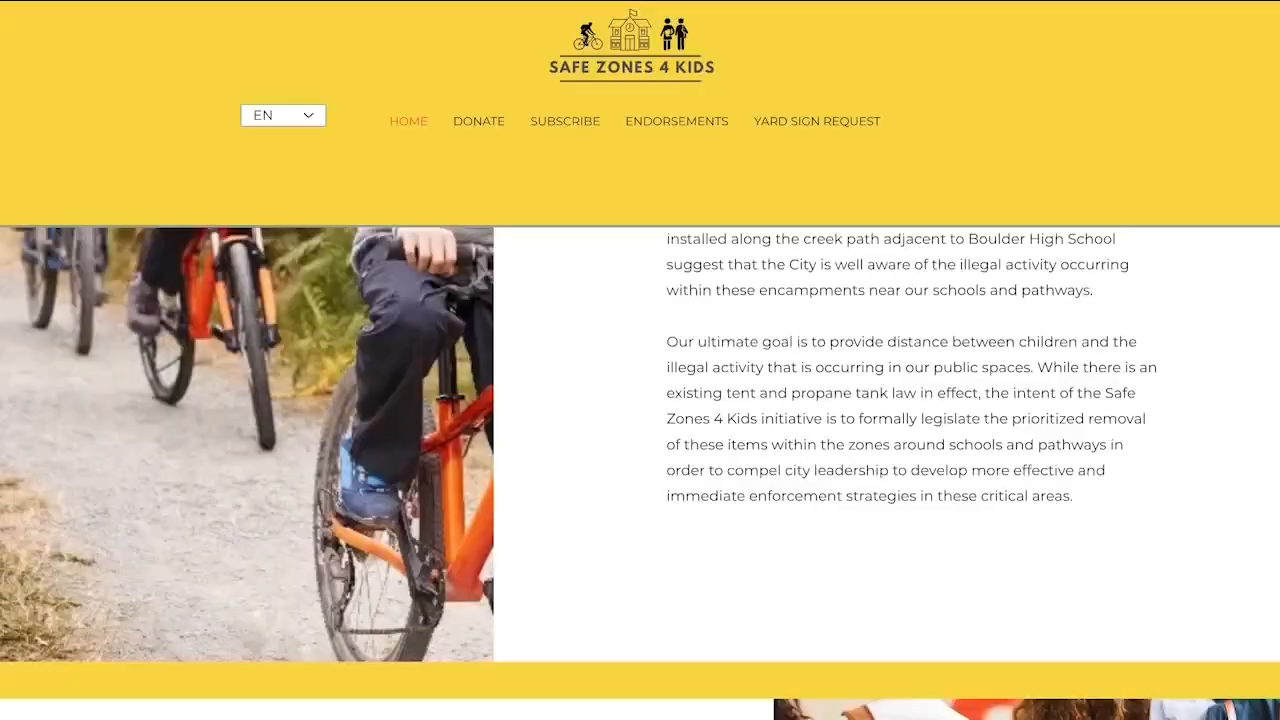 SAFE ZONES 4 KIDS
EN
HOME DONATE SUBSCRIBE ENDORSEMENTS YARD SIGN REQUEST
installed along the creek path adjacent to Boulder High School
suggest that the City is well aware of the illegal activity occurring
within these encampments near our schools and pathways.
Our ultimate goal is to provide distance between children and the
illegal activity that is occurring in our public spaces. While there is an
existing tent and propane tank law in effect, the intent of the Safe
Zones 4 Kids initiative is to formally legislate the prioritized removal
of these items within the zones around schools and pathways in
order to compel city leadership to develop more effective and
immediate enforcement strategies in these critical areas.